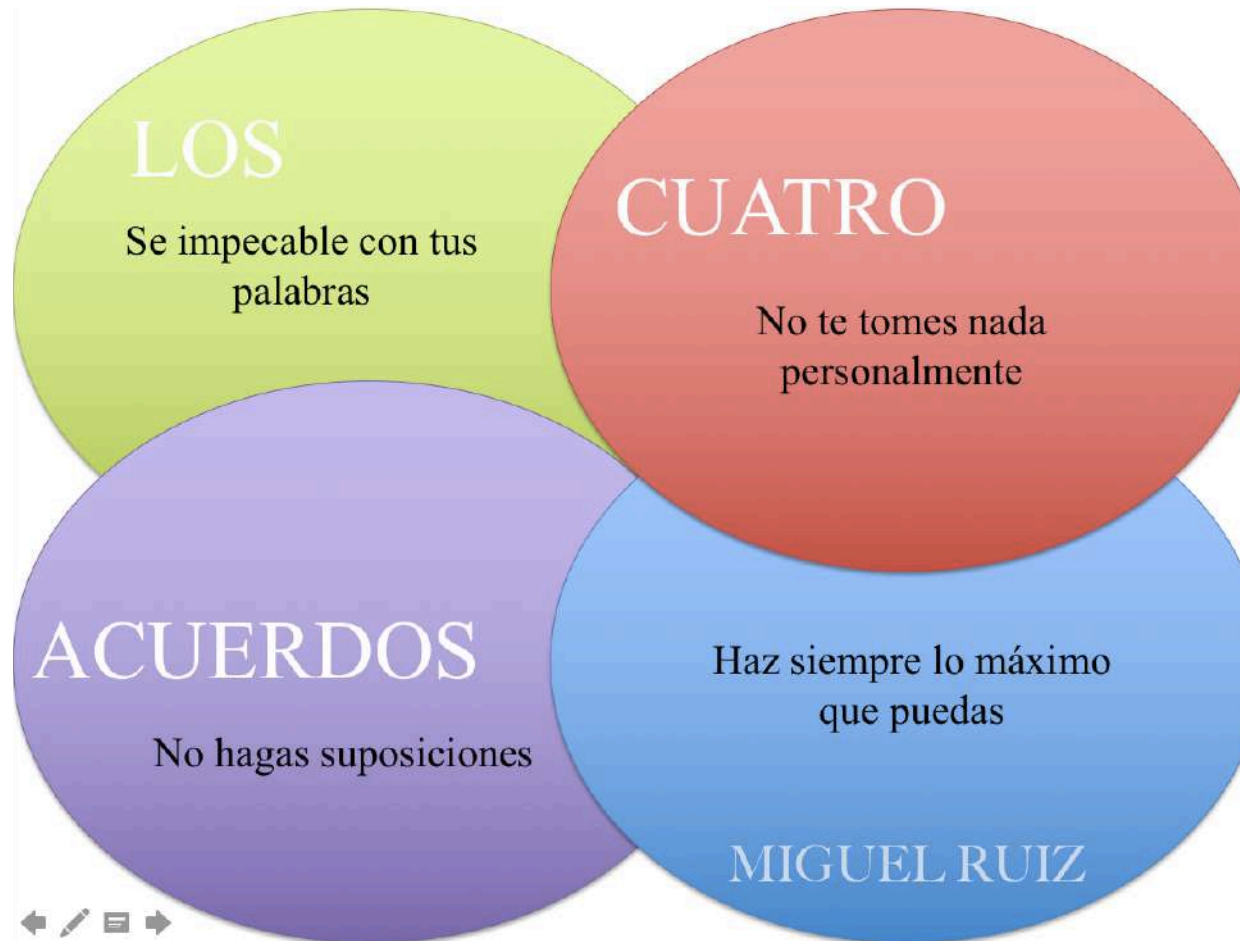 LOS
Se impecable con tus
palabras
CUATRO
No te tomes nada
personalmente
ACUERDOS
No hagas suposiciones
Haz siempre lo máximo
que puedas
MIGUEL RUIZ